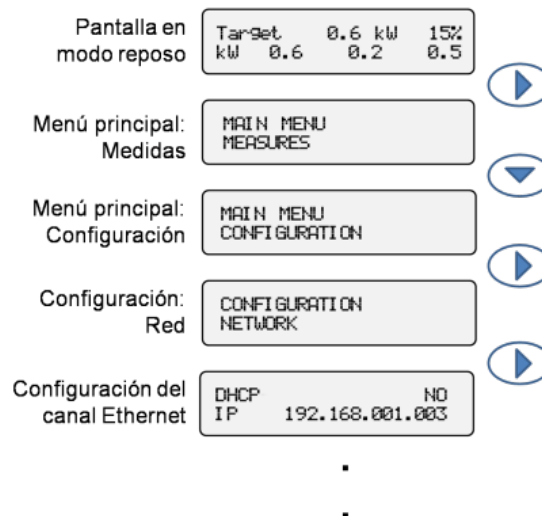 Pantalla en
modo reposo
Target 0.6 kW 15%
kW 0.6 0.2 0.5
Menú principal:
Medidas
MAIN MENU
MEASURES
Menú principal:
Configuración
MAIN MENU
CONFIGURATION
Configuración:
Red
CONFIGURATION
NETWORK
Configuración del
canal Ethernet
DHCP NO
IP 192.168.001.003